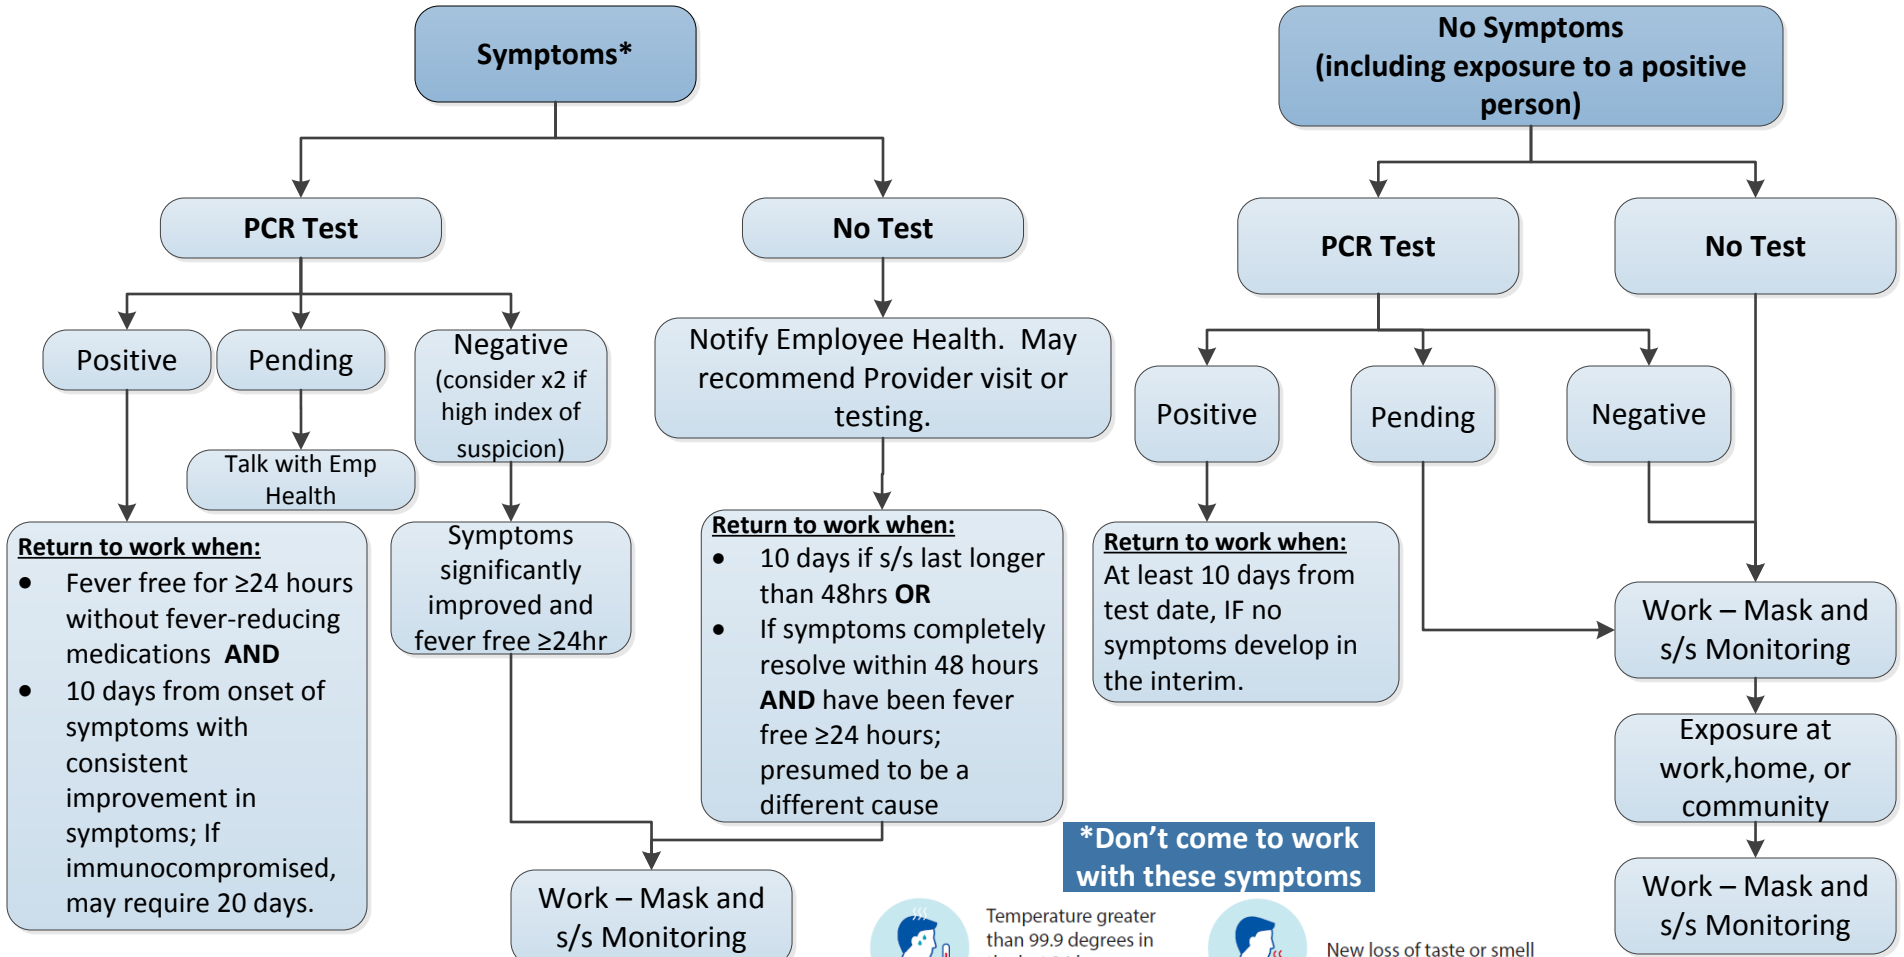 Symptoms*
No Symptoms
(including exposure to a positive
person)
PCR Test
No Test
PCR Test
No Test
Positive
Pending
Negative
(consider x2 if
high index of
suspicion)
Talk with Emp
Health
Notify Employee Health.  May
recommend Provider visit or
testing.
Positive
Pending
Negative
Return to work when:
• Fever free for ≥24 hours
without fever-reducing
medications  AND
• 10 days from onset of
symptoms with
consistent
improvement in
symptoms; If
immunocompromised,
may require 20 days.
Symptoms
significantly
improved and
fever free ≥24hr
Return to work when:
• 10 days if s/s last longer
than 48hrs OR
• If symptoms completely
resolve within 48 hours
AND have been fever
free ≥24 hours;
presumed to be a
different cause
Return to work when:
At least 10 days from
test date, IF no
symptoms develop in
the interim.
Work – Mask and
s/s Monitoring
Exposure at
work,home, or
community
Work – Mask and
s/s Monitoring
Work – Mask and
s/s Monitoring
*Don't come to work
with these symptoms
Temperature greater
than 99.9 degrees in
New loss of taste or smell